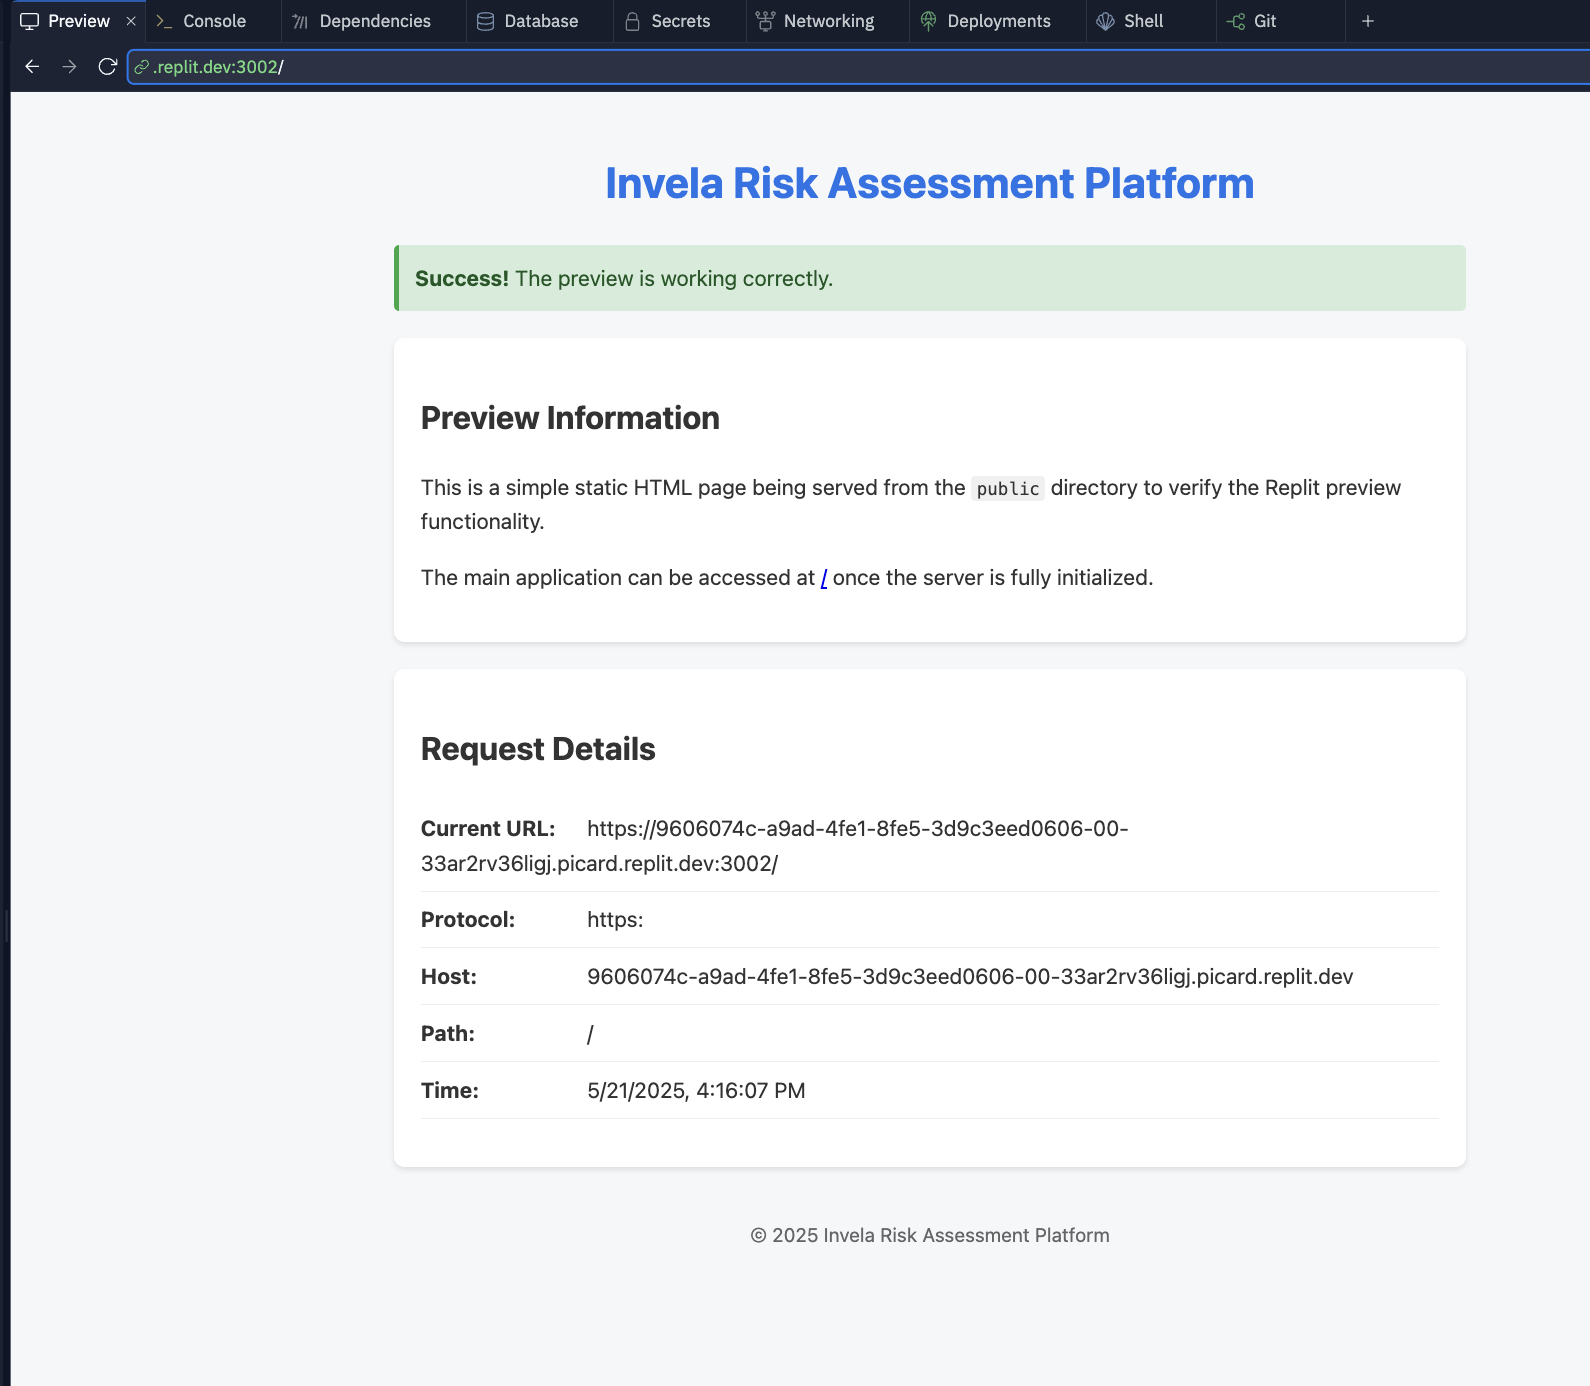 Preview
Console
Dependencies
Database
Secrets
Networking
Deployments
Shell
Git
.replit.dev:3002/
Invela Risk Assessment Platform
Success! The preview is working correctly.
Preview Information
This is a simple static HTML page being served from the public directory to verify the Replit preview
functionality.
The main application can be accessed at / once the server is fully initialized.
Request Details
Current URL: https://9606074c-a9ad-4fe1-8fe5-3d9c3eed0606-00-
33ar2rv36ligj.picard.replit.dev:3002/
Protocol: https:
Host: 9606074c-a9ad-4fe1-8fe5-3d9c3eed0606-00-33ar2rv36ligj.picard.replit.dev
Path: /
Time: 5/21/2025, 4:16:07 PM
© 2025 Invela Risk Assessment Platform